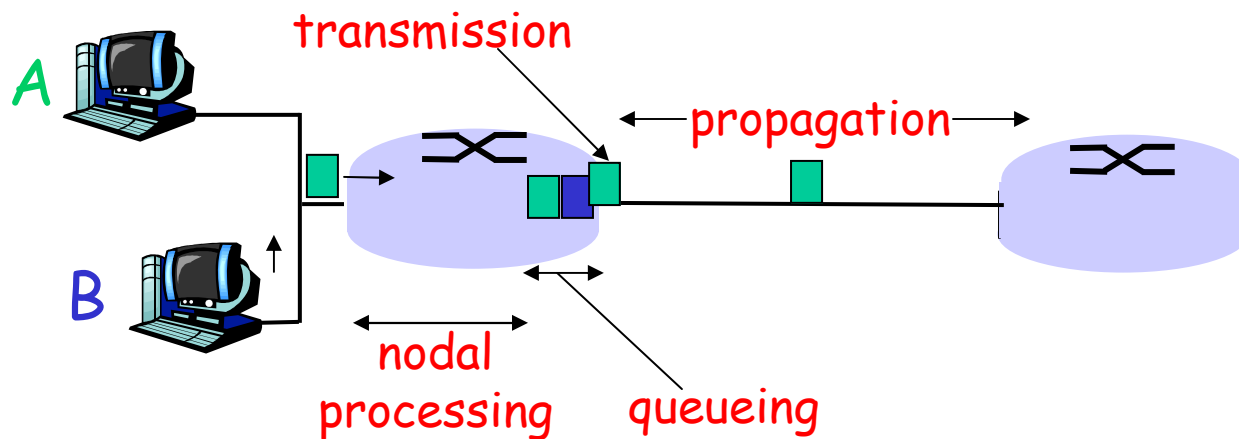 transmission
A
propagation
B
nodal
processing
queueing